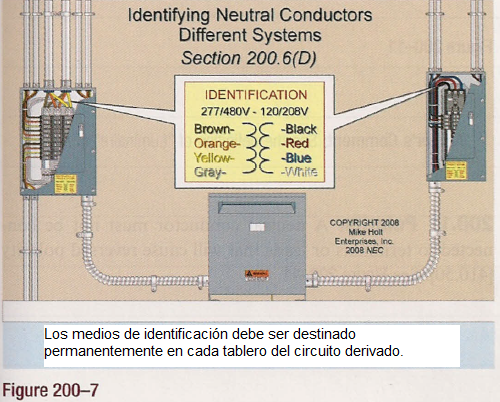 Identifying Neutral Conductors
Different Systems
Section 200.6(D)
IDENTIFICATION
277/480V - 120/208V
Brown- -Black
Orange- -Red
Yellow- -Blue
Gray- -White
COPYRIGHT 2008
Mike Holt
Enterprises, Inc.
2008 NEC
Los medios de identificación debe ser destinado
permanentemente en cada tablero del circuito derivado.
Figure 200–7